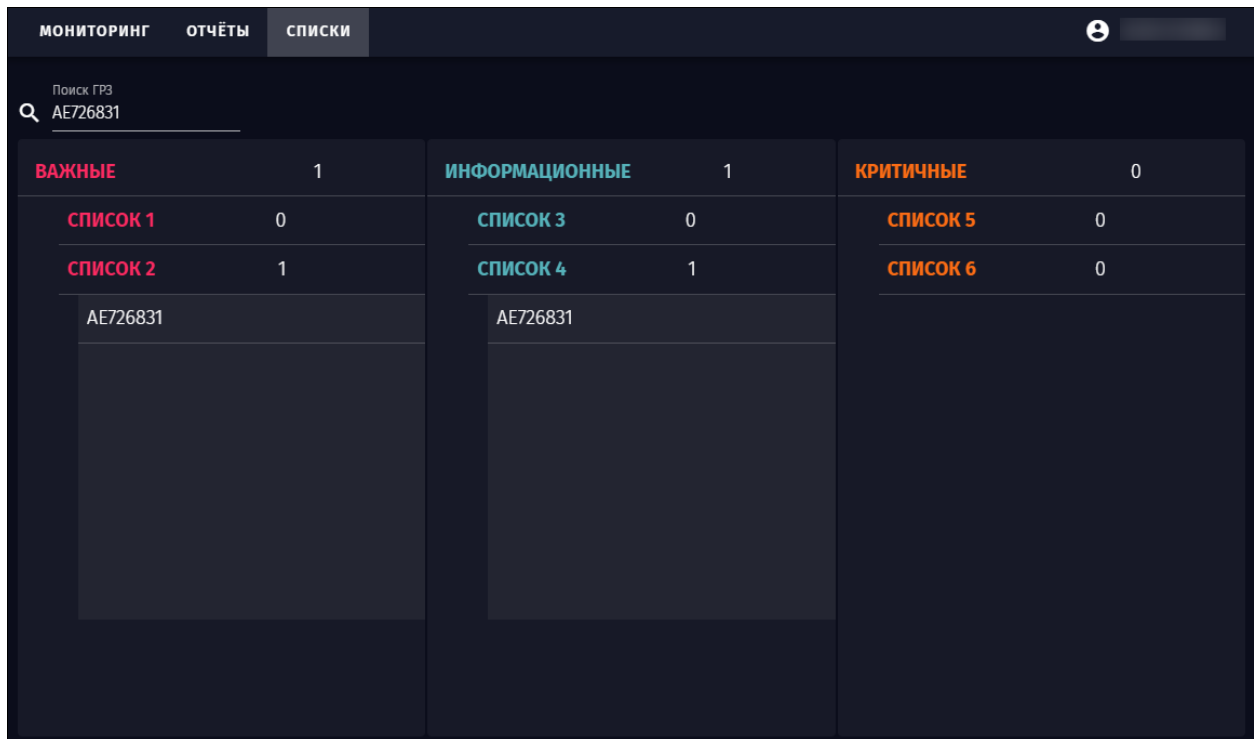 МОНИТОРИНГ ОТЧЁТЫ СПИСКИ
Поиск ГРЗ
AE726831
ВАЖНЫЕ 1
СПИСОК 1 0
СПИСОК 2 1
AE726831
ИНФОРМАЦИОННЫЕ 1
СПИСОК 3 0
СПИСОК 4 1
AE726831
КРИТИЧНЫЕ 0
СПИСОК 5 0
СПИСОК 6 0